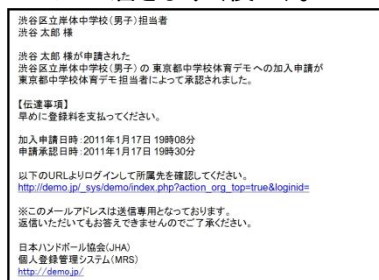 渋谷区立岸体中学校(男子)担当者
渋谷 太郎 様
渋谷 太郎 様が申請された
渋谷区立岸体中学校(男子) の 東京都中学校体育デモへの加入申請が
東京都中学校体育デモ担当者によって承認されました。
【伝達事項】
早めに登録料を支払ってください。
加入申請日時:2011年1月17日 19時08分
申請承認日時:2011年1月17日 19時30分
以下のURLよりログインして所属先を確認してください。
http://demo.jp/_sys/demo/index.php?action_org_top=true&loginid=
※このメールアドレスは送信専用となっております。
返信いただいてもお答えできませんのでご了承ください。
日本ハンドボール協会(JHA)
個人登録管理システム(MRS)
http://demo.jp/